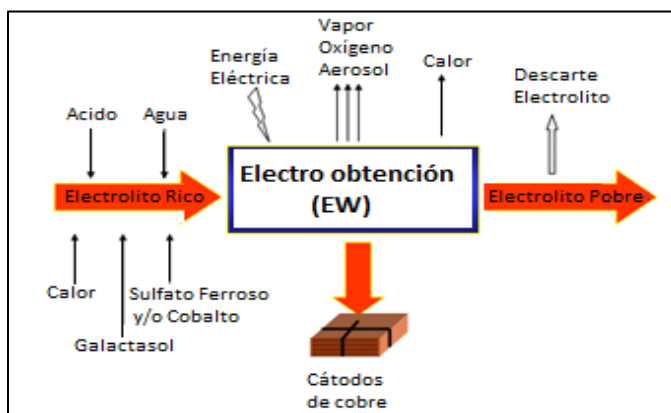 Energía
Eléctrica
Vapor
Oxígeno
Aerosol
Calor
Descarte
Electrolito
Acido
Agua
Electrolito Rico
Electro obtención
(EW)
Electrolito Pobre
Calor
Galactasol
Sulfato Ferroso
y/o Cobalto
Cátodos
de cobre